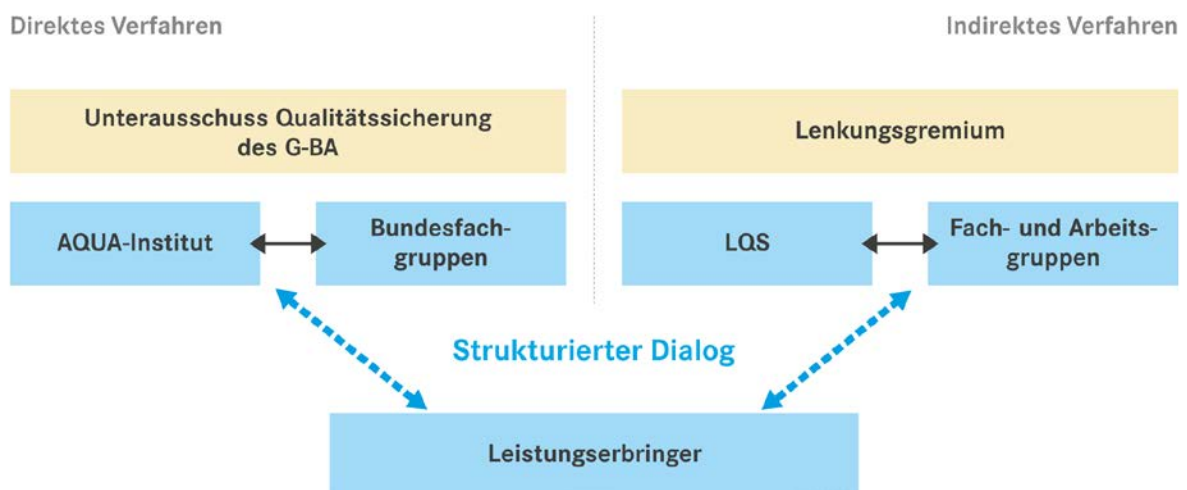 Direktes Verfahren
Indirektes Verfahren
Unterausschuss Qualitätssicherung
des G-BA
Lenkungsgremium
AQUA-Institut
Bundesfach-
gruppen
LQS
Fach- und Arbeits-
gruppen
Strukturierter Dialog
Leistungserbringer